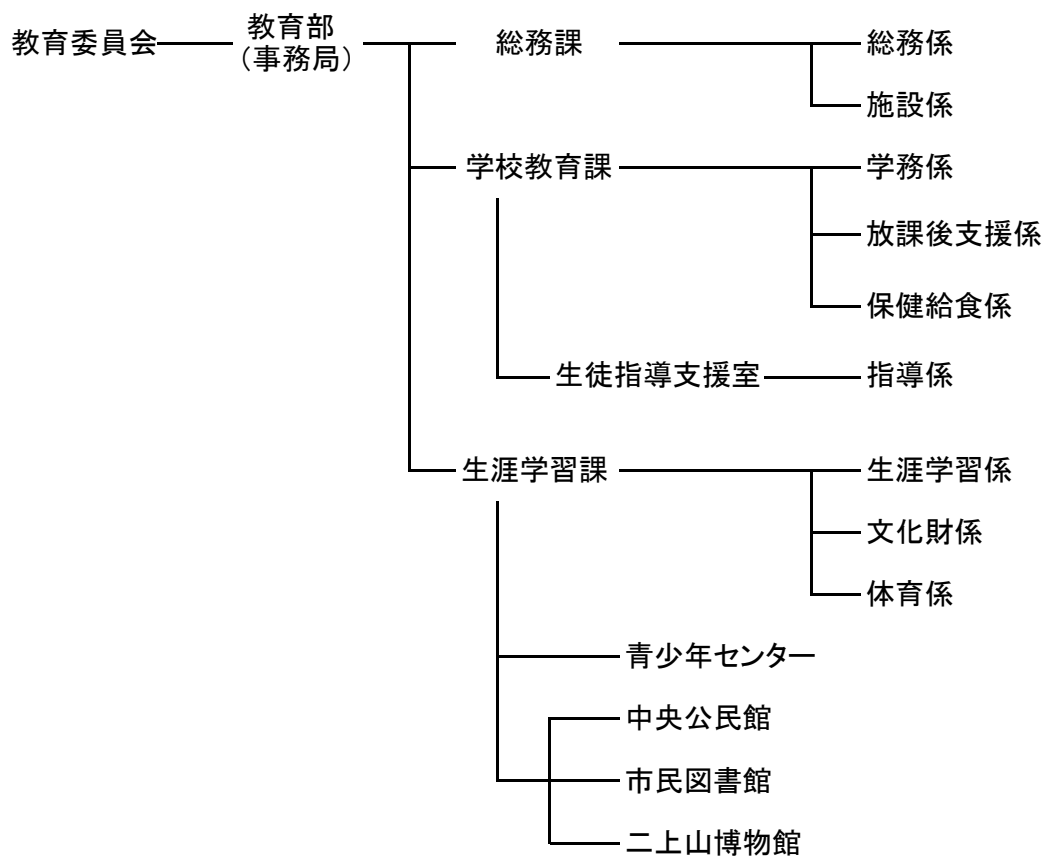 教育委員会
教育部
（事務局）
総務課
総務係
施設係
学校教育課
学務係
放課後支援係
保健給食係
生徒指導支援室
指導係
生涯学習課
生涯学習係
文化財係
体育係
青少年センター
中央公民館
市民図書館
二上山博物館